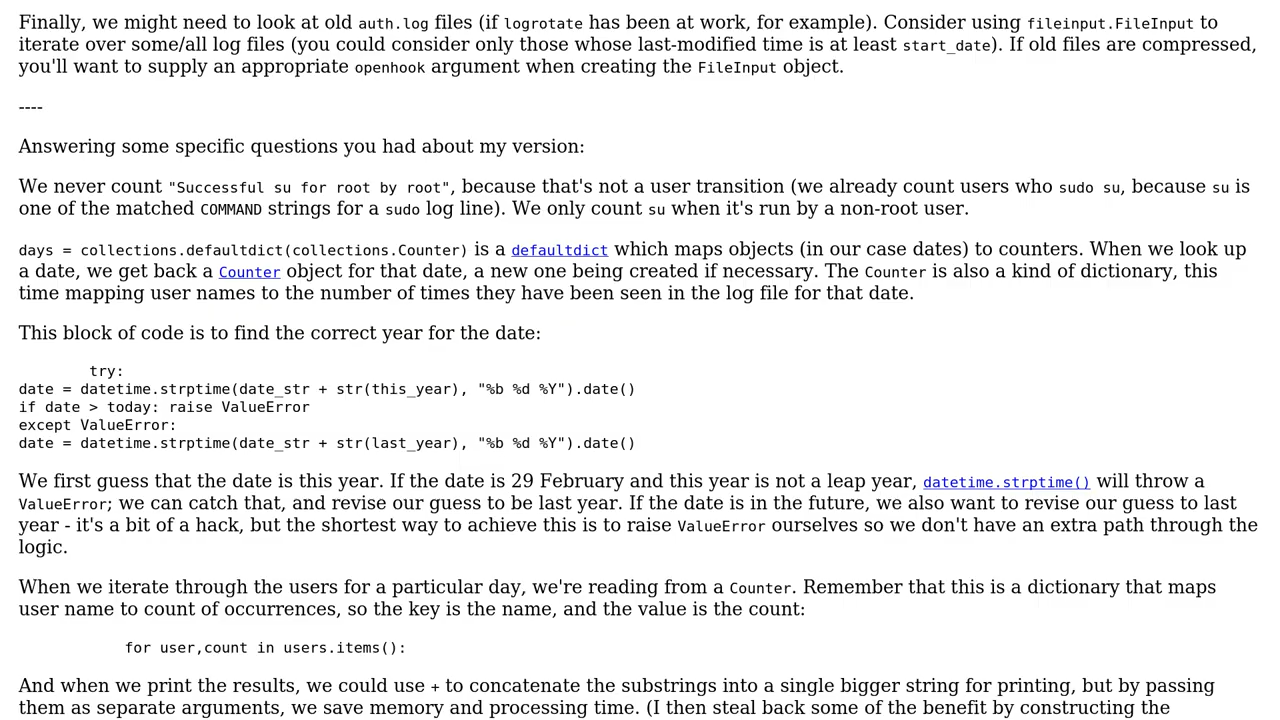 Finally, we might need to look at old auth.log files (if logrotate has been at work, for example). Consider using fileinput.FileInput to
iterate over some/all log files (you could consider only those whose last-modified time is at least start_date). If old files are compressed,
you'll want to supply an appropriate openhook argument when creating the FileInput object.
----
Answering some specific questions you had about my version:
We never count "Successful su for root by root", because that's not a user transition (we already count users who sudo su, because su is
one of the matched COMMAND strings for a sudo log line). We only count su when it's run by a non-root user.
days = collections.defaultdict(collections.Counter) is a defaultdict which maps objects (in our case dates) to counters. When we look up
a date, we get back a Counter object for that date, a new one being created if necessary. The Counter is also a kind of dictionary, this
time mapping user names to the number of times they have been seen in the log file for that date.
This block of code is to find the correct year for the date:
try:
date = datetime.strptime(date_str + str(this_year), "%b %d %Y").date()
if date > today: raise ValueError
except ValueError:
date = datetime.strptime(date_str + str(last_year), "%b %d %Y").date()
We first guess that the date is this year. If the date is 29 February and this year is not a leap year, datetime.strptime() will throw a
ValueError; we can catch that, and revise our guess to be last year. If the date is in the future, we also want to revise our guess to last
year - it's a bit of a hack, but the shortest way to achieve this is to raise ValueError ourselves so we don't have an extra path through the
logic.
When we iterate through the users for a particular day, we're reading from a Counter. Remember that this is a dictionary that maps
user name to count of occurrences, so the key is the name, and the value is the count:
for user,count in users.items():
And when we print the results, we could use + to concatenate the substrings into a single bigger string for printing, but by passing
them as separate arguments, we save memory and processing time. (I then steal back some of the benefit by constructing the